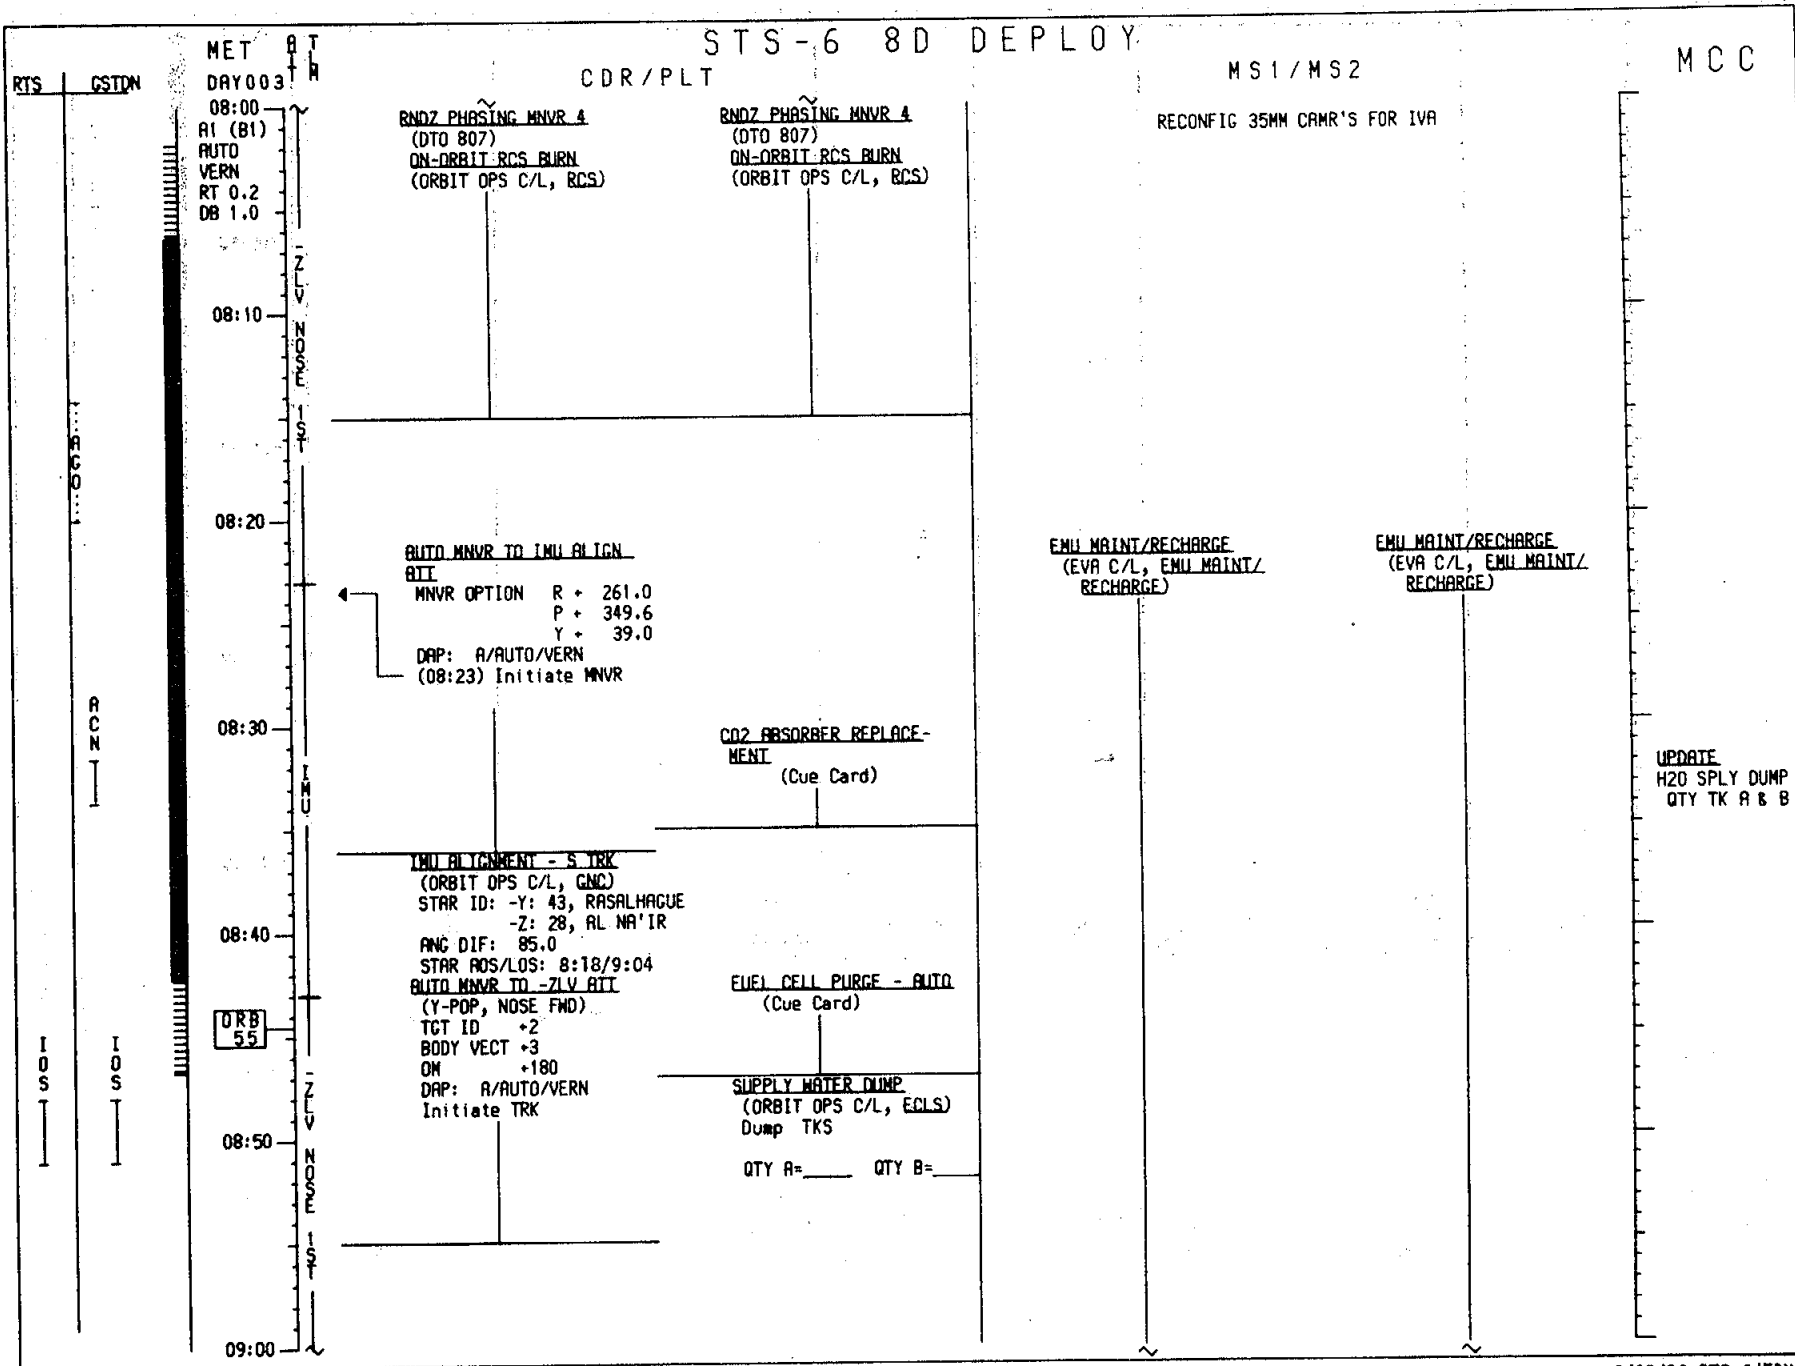 STS-6 8D DEPLOY
RTS GSTDN
MET
DAY003
ATT
TLM
CDR/PLT
MS1/MS2
MCC
08:00
A1 (B1)
AUTO
VERN
RT 0.2
DB 1.0
08:10
08:20
08:30
08:40
ORB
55
08:50
09:00
AGO
ACN
IOS
IOS
-ZLV NOSE 1ST
IMU
-ZLV NOSE 1ST
RNDZ PHASING MNVR 4
(DTO 807)
ON-ORBIT RCS BURN
(ORBIT OPS C/L, RCS)
AUTO MNVR TO IMU ALIGN
ATT
MNVR OPTION R + 261.0
P + 349.6
Y + 39.0
DAP: A/AUTO/VERN
(08:23) Initiate MNVR
IMU ALIGNMENT - S TRK
(ORBIT OPS C/L, GNC)
STAR ID: -Y: 43, RASALHAGUE
-Z: 28, AL NA'IR
ANG DIF: 85.0
STAR AOS/LOS: 8:18/9:04
AUTO MNVR TO -ZLV ATT
(Y-POP, NOSE FWD)
TGT ID +2
BODY VECT +3
OM +180
DAP: A/AUTO/VERN
Initiate TRK
RNDZ PHASING MNVR 4
(DTO 807)
ON-ORBIT RCS BURN
(ORBIT OPS C/L, RCS)
CO2 ABSORBER REPLACE-
MENT
(Cue Card)
FUEL CELL PURGE - AUTO
(Cue Card)
SUPPLY WATER DUMP
(ORBIT OPS C/L, ECLS)
Dump TKS
QTY A=____ QTY B=____
RECONFIG 35MM CAMR'S FOR IVA
EMU MAINT/RECHARGE
(EVA C/L, EMU MAINT/
RECHARGE)
EMU MAINT/RECHARGE
(EVA C/L, EMU MAINT/
RECHARGE)
UPDATE
H2O SPLY DUMP
QTY TK A & B